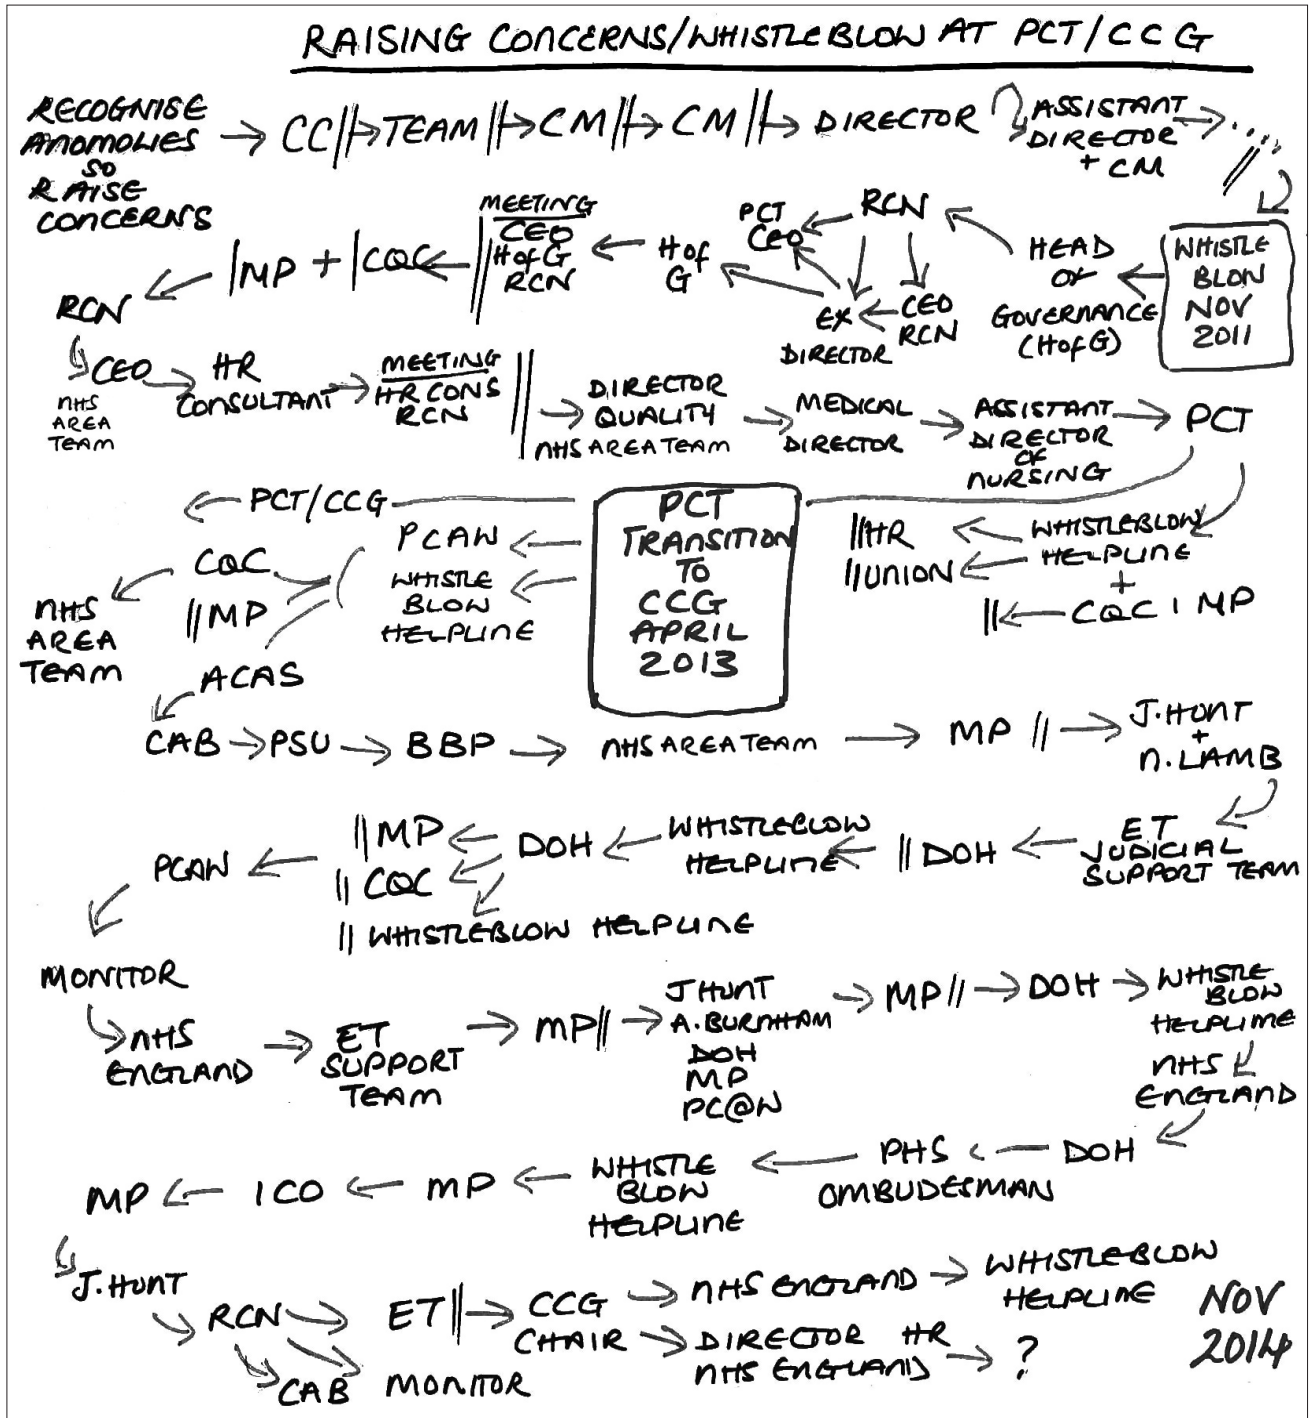 RAISING CONCERNS/WHISTLEBLOW AT PCT/CCG
RECOGNISE
ANOMOLIES
SO
RAISE
CONCERNS
→ CC || → TEAM || → CM || → CM || → DIRECTOR
ASSISTANT
DIRECTOR
+ CM
→ .....
//
WHISTLE
BLOW
NOV
2011
HEAD
OF
GOVERNANCE
(HofG)
RCN
PCT
CEO
EX
DIRECTOR
← CEO
RCN
H of
G
MEETING
CEO
HofG
RCN
|MP + |CQC
RCN
CEO
NHS
AREA
TEAM
HR
CONSULTANT
MEETING
HR CONS
RCN
||
→ DIRECTOR
QUALITY
NHS AREA TEAM
MEDICAL
DIRECTOR
ASSISTANT
DIRECTOR
OF
NURSING
→ PCT
WHISTLEBLOW
HELPLINE
+
|| ← CQC | MP
||HR
||UNION
PCT
TRANSITION
TO
CCG
APRIL
2013
← PCT/CCG
PCAW
WHISTLE
BLOW
HELPLINE
CQC
||MP
ACAS
NHS
AREA
TEAM
CAB → PSU → BBP → NHS AREA TEAM → MP || →
J.HUNT
+
N.LAMB
ET
JUDICIAL
SUPPORT TEAM
|| DOH ←
WHISTLEBLOW
HELPLINE
DOH
|| MP
|| CQC
|| WHISTLEBLOW HELPLINE
PCAW
MONITOR
NHS
ENGLAND
→ ET
SUPPORT
TEAM
→ MP|| →
J HUNT
A.BURNHAM
DOH
MP
PC@W
→ MP|| → DOH →
WHISTLE
BLOW
HELPLINE
NHS
ENGLAND
DOH
PHS
OMBUDESMAN
WHISTLE
BLOW
HELPLINE
MP ← ICO ← MP ←
J.HUNT
RCN
CAB
MONITOR
ET|| → CCG
CHAIR
→ NHS ENGLAND → WHISTLEBLOW
HELPLINE
→ DIRECTOR HR
NHS ENGLAND → ?
NOV
2014